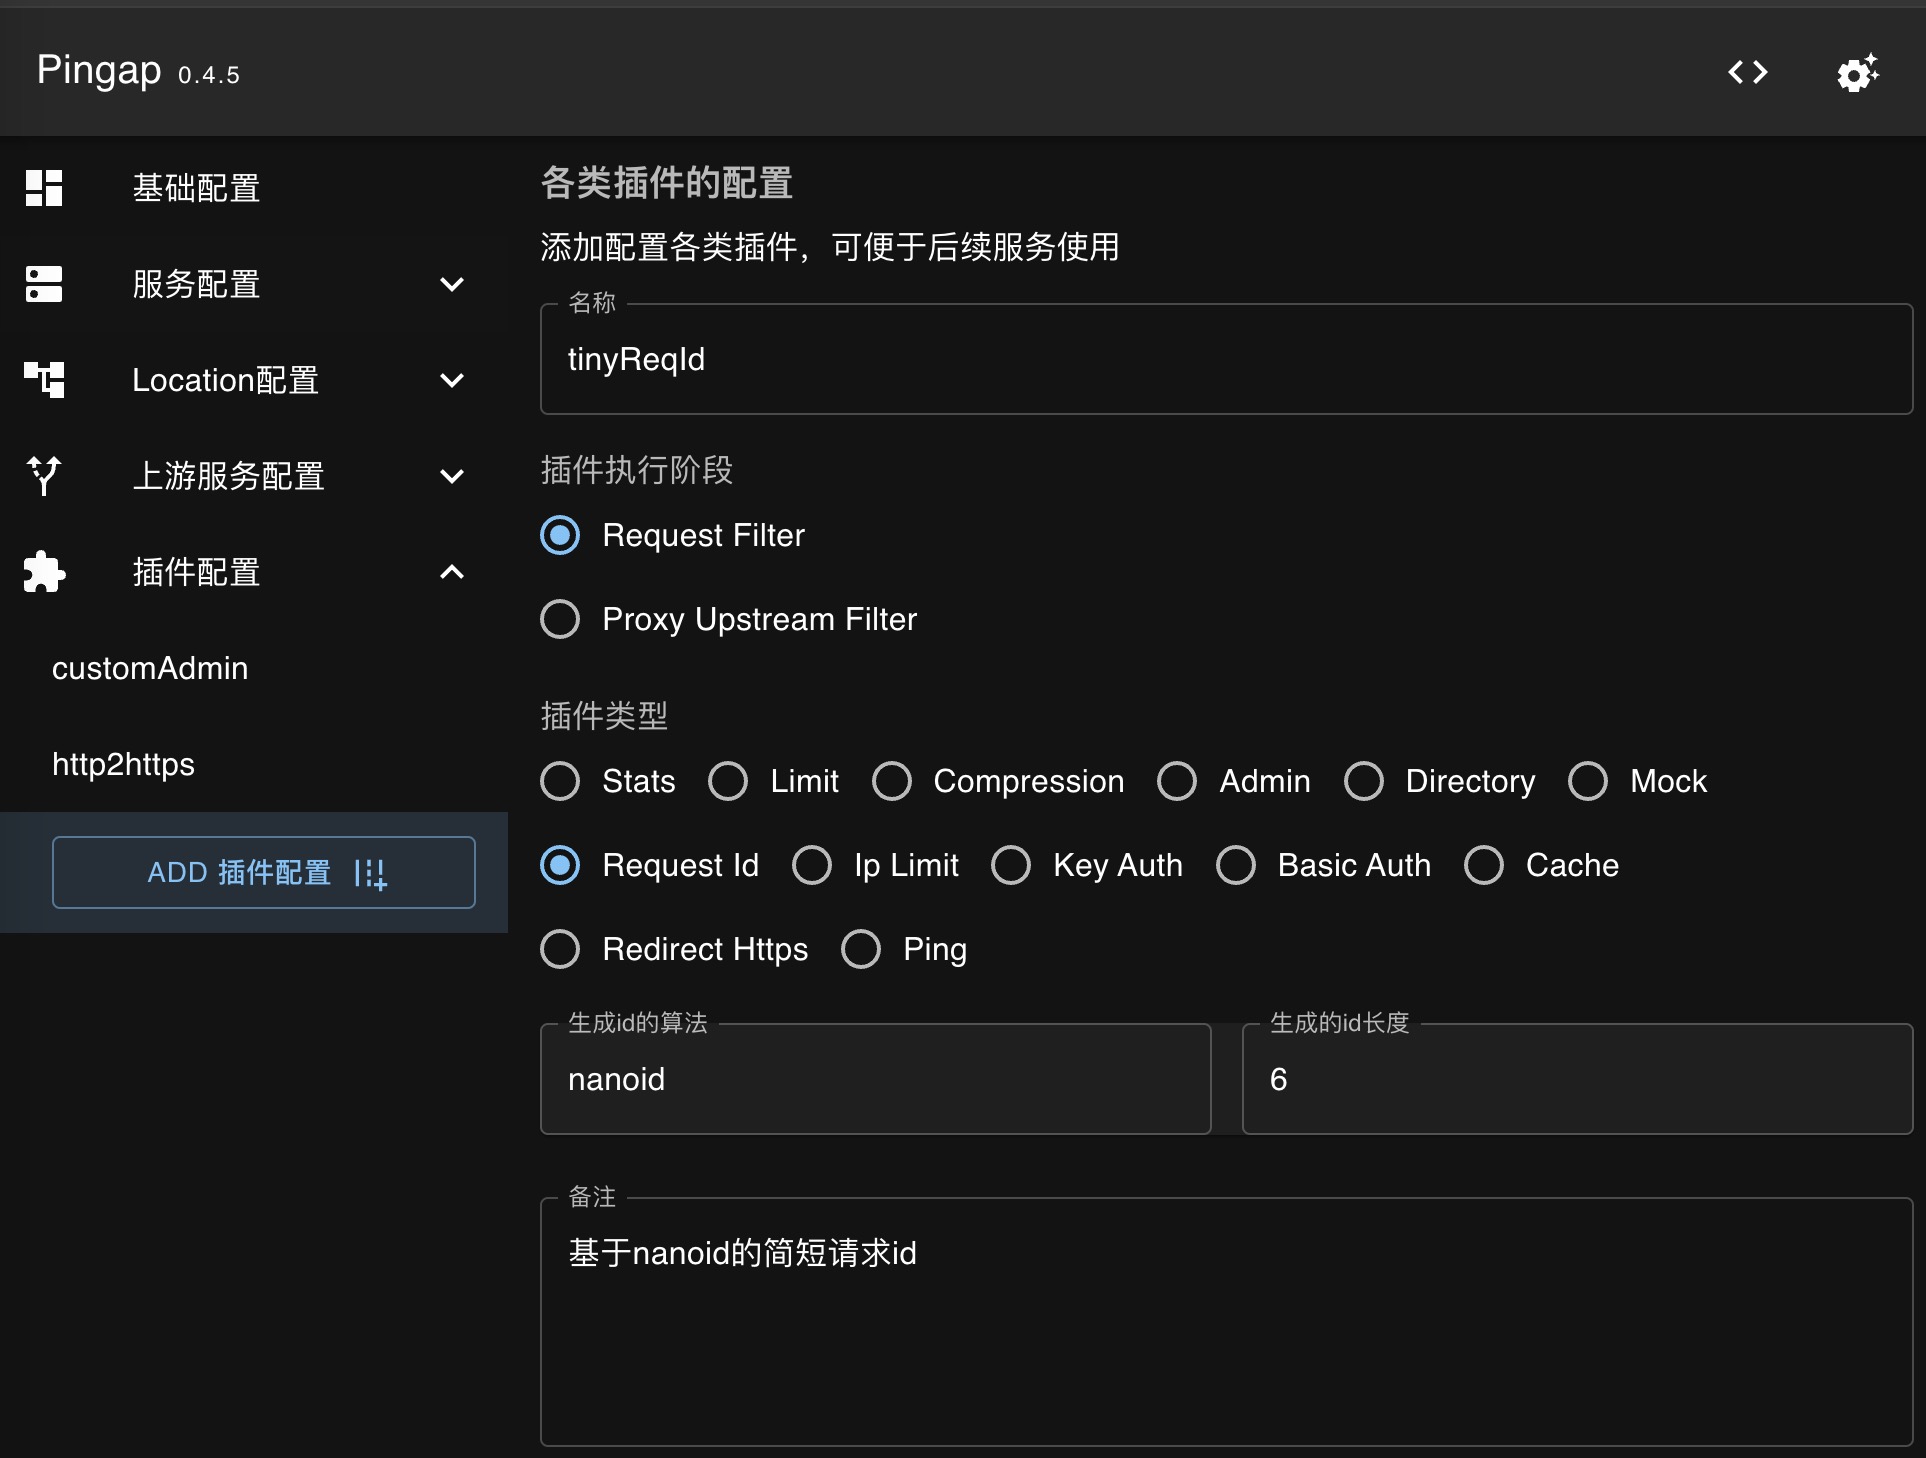 Pingap 0.4.5
基础配置
服务配置
Location配置
上游服务配置
插件配置
customAdmin
http2https
ADD 插件配置
各类插件的配置
添加配置各类插件，可便于后续服务使用
名称
tinyReqId
插件执行阶段
Request Filter
Proxy Upstream Filter
插件类型
Stats Limit Compression Admin Directory Mock
Request Id Ip Limit Key Auth Basic Auth Cache
Redirect Https Ping
生成id的算法 生成的id长度
nanoid 6
备注
基于nanoid的简短请求id